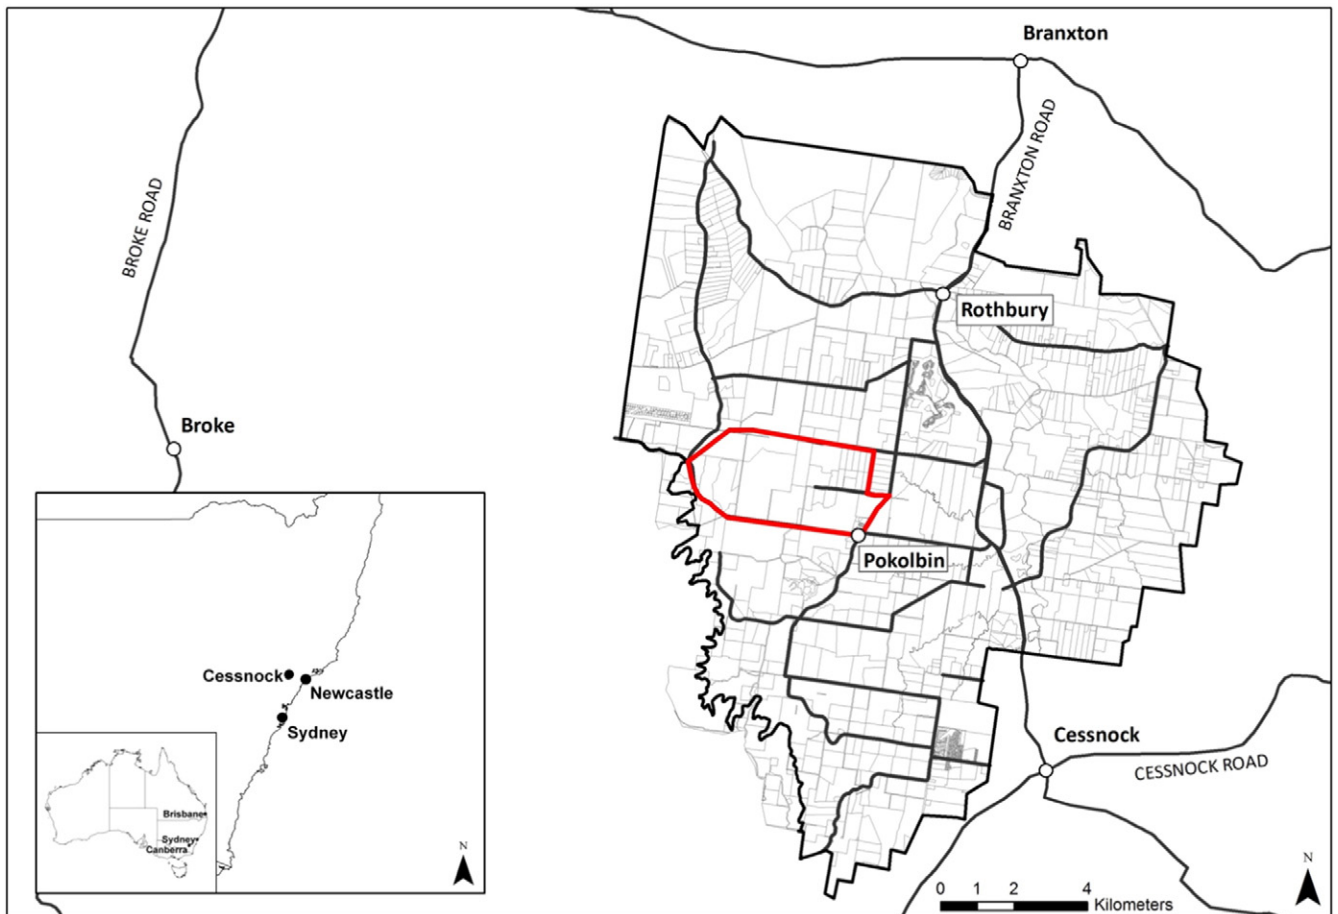 Branxton
BRANXTON ROAD
BROKE ROAD
Rothbury
Broke
Pokolbin
Cessnock
Newcastle
Sydney
Cessnock
CESSNOCK ROAD
Brisbane
Sydney
Canberra
N
N
0 1 2 4
Kilometers